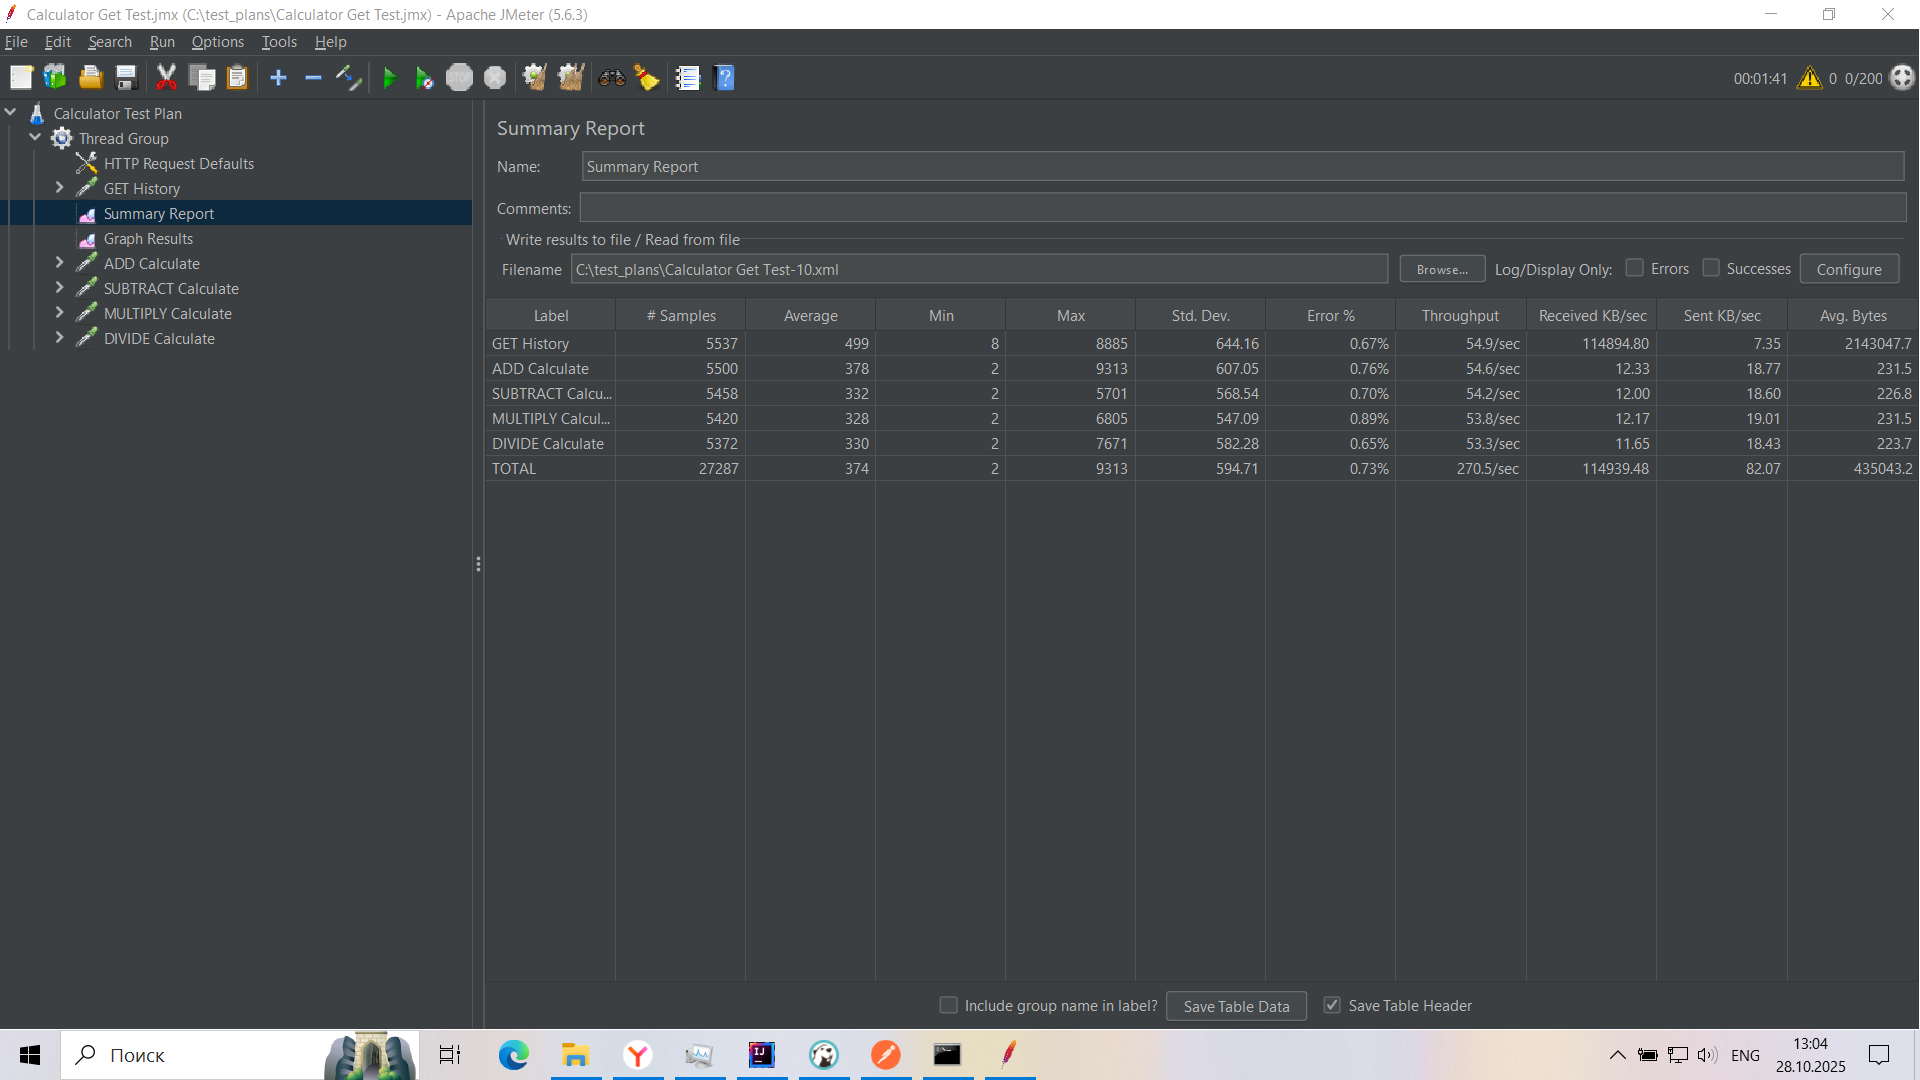 Calculator Get Test.jmx (C:\test_plans\Calculator Get Test.jmx) - Apache JMeter (5.6.3)
File Edit Search Run Options Tools Help
STOP 00:01:41 0 0/200
Calculator Test Plan
Thread Group
HTTP Request Defaults
GET History
Summary Report
Graph Results
ADD Calculate
SUBTRACT Calculate
MULTIPLY Calculate
DIVIDE Calculate
Summary Report
Name: Summary Report
Comments:
Write results to file / Read from file
Filename C:\test_plans\Calculator Get Test-10.xml Browse... Log/Display Only: Errors Successes Configure
Label # Samples Average Min Max Std. Dev. Error % Throughput Received KB/sec Sent KB/sec Avg. Bytes
GET History 5537 499 8 8885 644.16 0.67% 54.9/sec 114894.80 7.35 2143047.7
ADD Calculate 5500 378 2 9313 607.05 0.76% 54.6/sec 12.33 18.77 231.5
SUBTRACT Calcu... 5458 332 2 5701 568.54 0.70% 54.2/sec 12.00 18.60 226.8
MULTIPLY Calcul... 5420 328 2 6805 547.09 0.89% 53.8/sec 12.17 19.01 231.5
DIVIDE Calculate 5372 330 2 7671 582.28 0.65% 53.3/sec 11.65 18.43 223.7
TOTAL 27287 374 2 9313 594.71 0.73% 270.5/sec 114939.48 82.07 435043.2
Include group name in label? Save Table Data Save Table Header
Поиск
ENG
13:04
28.10.2025